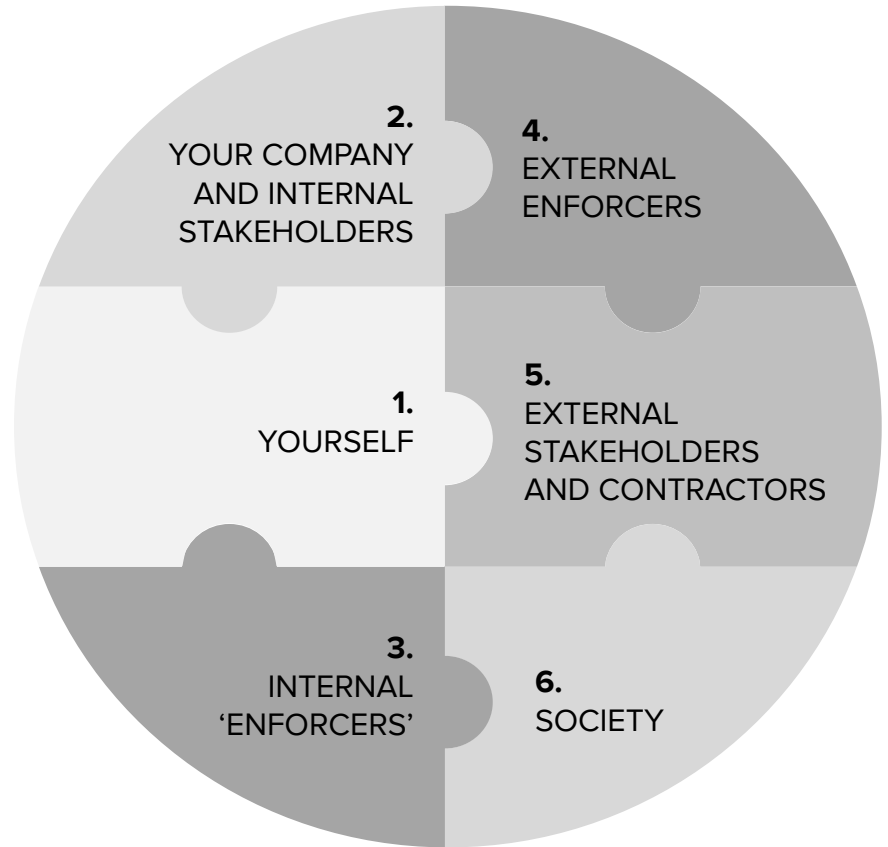 2.
YOUR COMPANY
AND INTERNAL
STAKEHOLDERS
4.
EXTERNAL
ENFORCERS
1.
YOURSELF
5.
EXTERNAL
STAKEHOLDERS
AND CONTRACTORS
3.
INTERNAL
‘ENFORCERS’
6.
SOCIETY